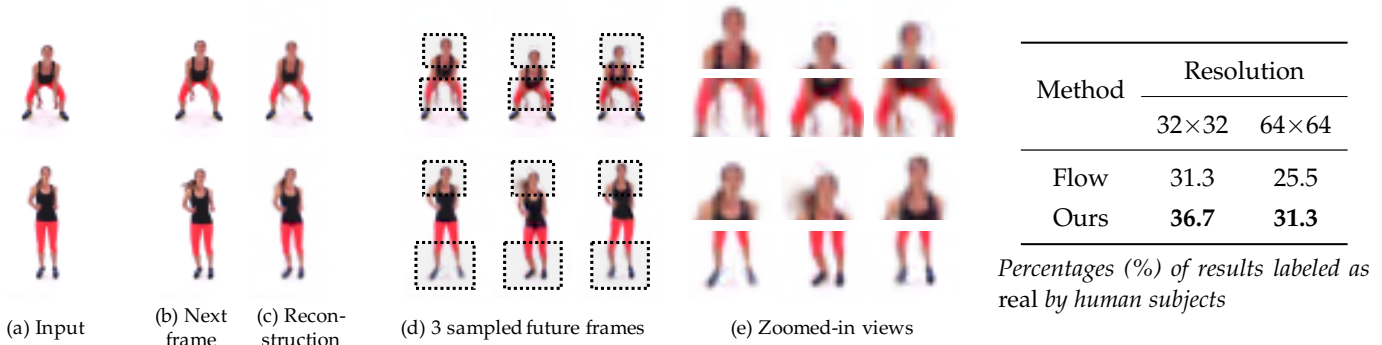 (a) Input
(b) Next
frame
(c) Recon-
struction
(d) 3 sampled future frames
(e) Zoomed-in views
Method
Resolution
32×32 64×64
Flow 31.3 25.5
Ours 36.7 31.3
Percentages (%) of results labeled as
real by human subjects